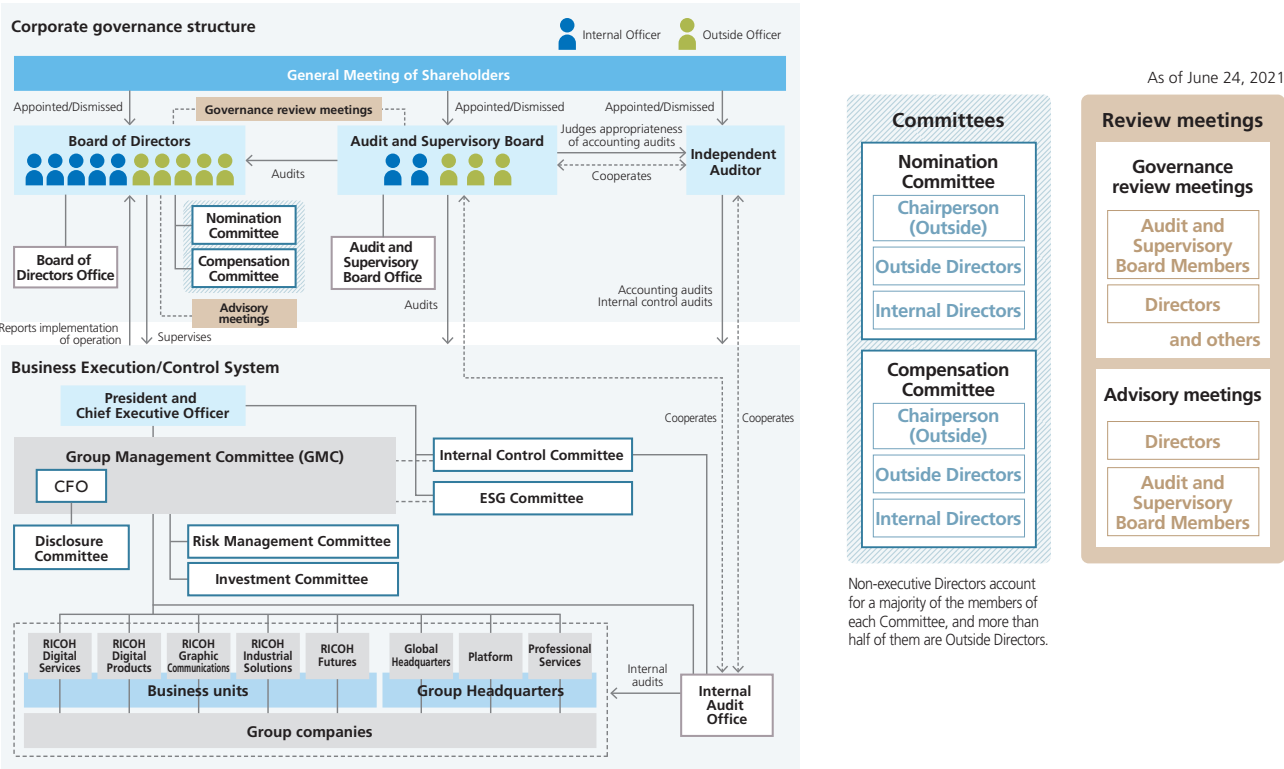 Corporate governance structure
Internal Officer
Outside Officer
General Meeting of Shareholders
As of June 24, 2021
Appointed/Dismissed
Governance review meetings
Appointed/Dismissed
Appointed/Dismissed
Board of Directors
Audit and Supervisory Board
Judges appropriateness
of accounting audits
Independent
Auditor
Audits
Cooperates
Nomination
Committee
Compensation
Committee
Board of
Directors Office
Audit and
Supervisory
Board Office
Advisory
meetings
Audits
Accounting audits
Internal control audits
Reports implementation
of operation
Supervises
Business Execution/Control System
President and
Chief Executive Officer
Cooperates
Cooperates
Group Management Committee (GMC)
CFO
Internal Control Committee
ESG Committee
Disclosure
Committee
Risk Management Committee
Investment Committee
RICOH
Digital
Services
RICOH
Digital
Products
RICOH
Graphic
Communications
RICOH
Industrial
Solutions
RICOH
Futures
Global
Headquarters
Platform
Professional
Services
Business units
Group Headquarters
Internal
audits
Internal
Audit
Office
Group companies
Committees
Nomination
Committee
Chairperson
(Outside)
Outside Directors
Internal Directors
Compensation
Committee
Chairperson
(Outside)
Outside Directors
Internal Directors
Non-executive Directors account
for a majority of the members of
each Committee, and more than
half of them are Outside Directors.
Review meetings
Governance
review meetings
Audit and
Supervisory
Board Members
Directors
and others
Advisory meetings
Directors
Audit and
Supervisory
Board Members